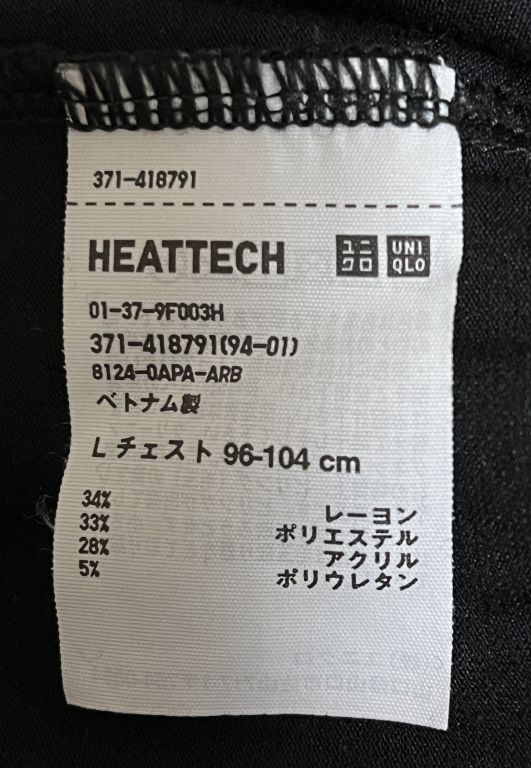 371-418791
HEATTECH ユニクロ UNIQLO
01-37-9F003H
371-418791(94-01)
8124-0APA-ARB
ベトナム製
L チェスト 96-104 cm
34% レーヨン
33% ポリエステル
28% アクリル
5% ポリウレタン